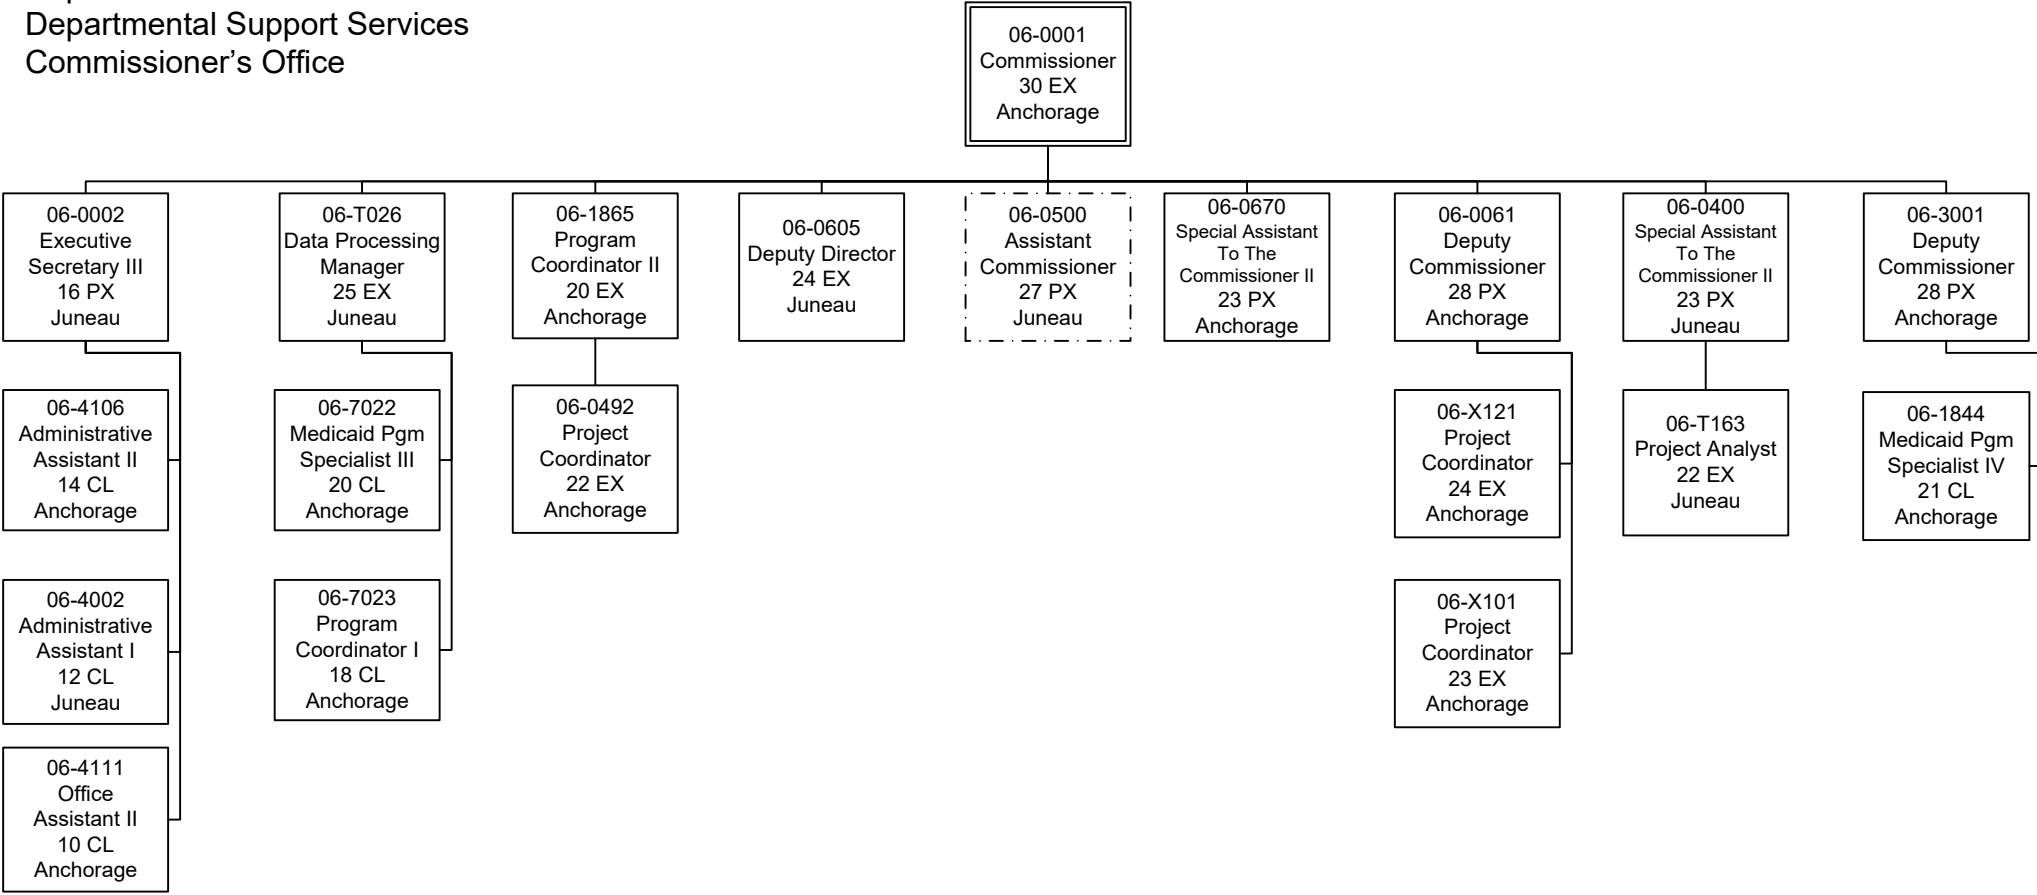 Departmental Support Services
Commissioner’s Office
06-0001
Commissioner
30 EX
Anchorage
06-0002
Executive
Secretary III
16 PX
Juneau
06-T026
Data Processing
Manager
25 EX
Juneau
06-1865
Program
Coordinator II
20 EX
Anchorage
06-0605
Deputy Director
24 EX
Juneau
06-0500
Assistant
Commissioner
27 PX
Juneau
06-0670
Special Assistant
To The
Commissioner II
23 PX
Anchorage
06-0061
Deputy
Commissioner
28 PX
Anchorage
06-0400
Special Assistant
To The
Commissioner II
23 PX
Juneau
06-3001
Deputy
Commissioner
28 PX
Anchorage
06-4106
Administrative
Assistant II
14 CL
Anchorage
06-7022
Medicaid Pgm
Specialist III
20 CL
Anchorage
06-0492
Project
Coordinator
22 EX
Anchorage
06-X121
Project
Coordinator
24 EX
Anchorage
06-T163
Project Analyst
22 EX
Juneau
06-1844
Medicaid Pgm
Specialist IV
21 CL
Anchorage
06-4002
Administrative
Assistant I
12 CL
Juneau
06-7023
Program
Coordinator I
18 CL
Anchorage
06-X101
Project
Coordinator
23 EX
Anchorage
06-4111
Office
Assistant II
10 CL
Anchorage